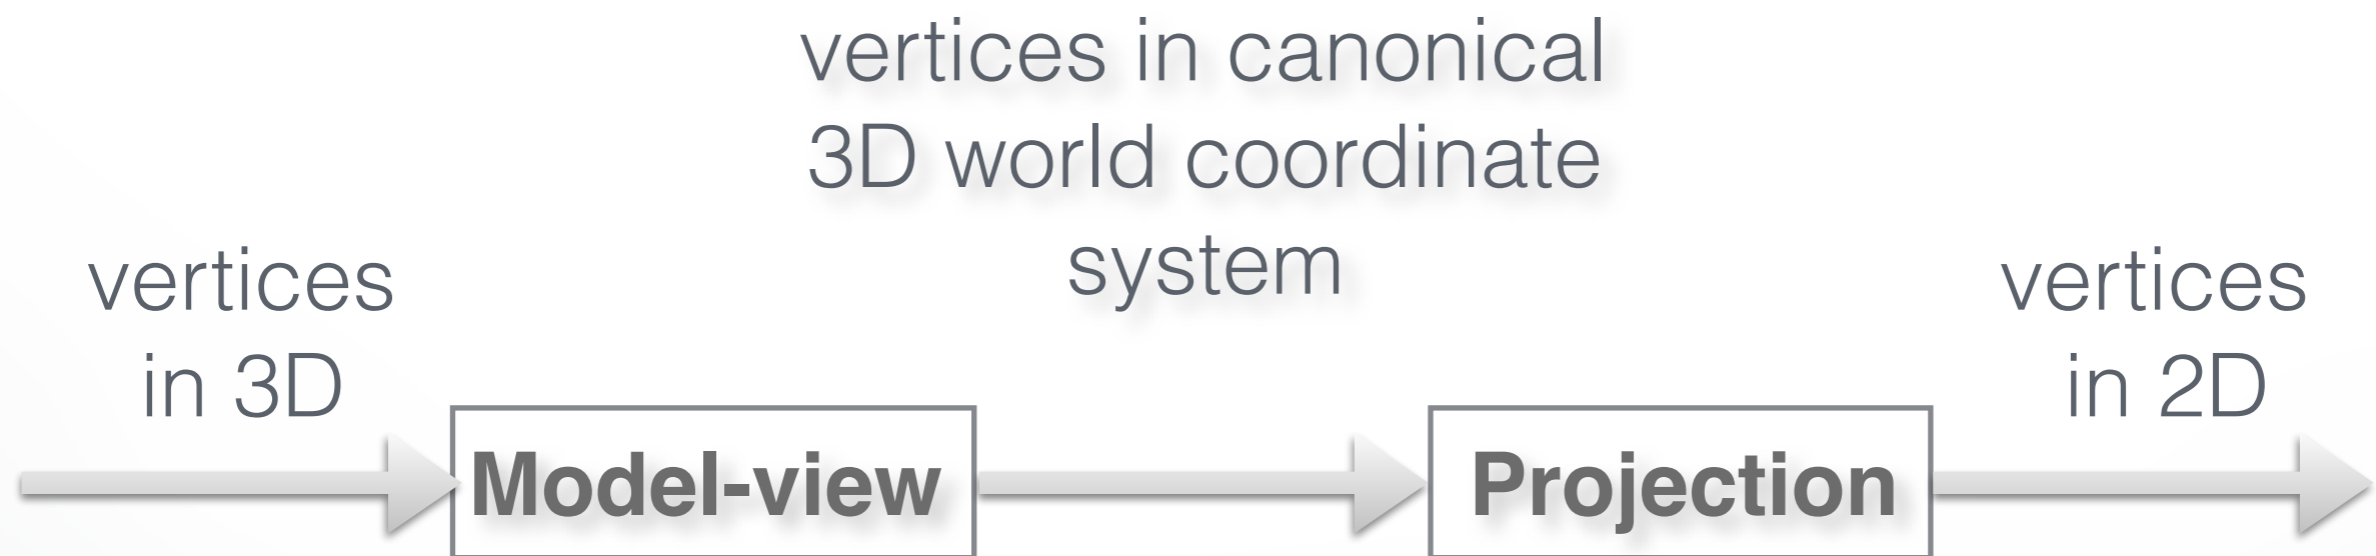 vertices in canonical
3D world coordinate
system
vertices
in 3D
vertices
in 2D
Model-view
Projection